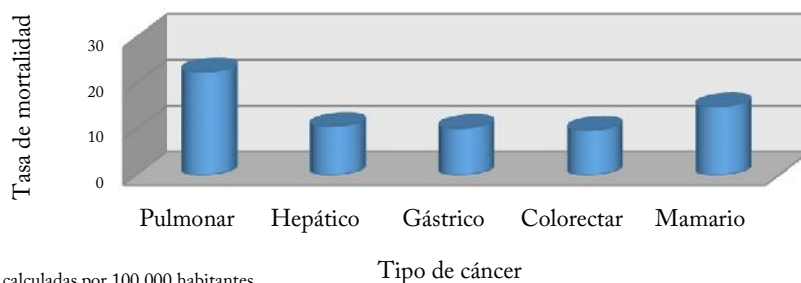 Tasa de mortalidad
30
20
10
0
Pulmonar Hepático Gástrico Colorectar Mamario
Tipo de cáncer
calculadas por 100 000 habitantes